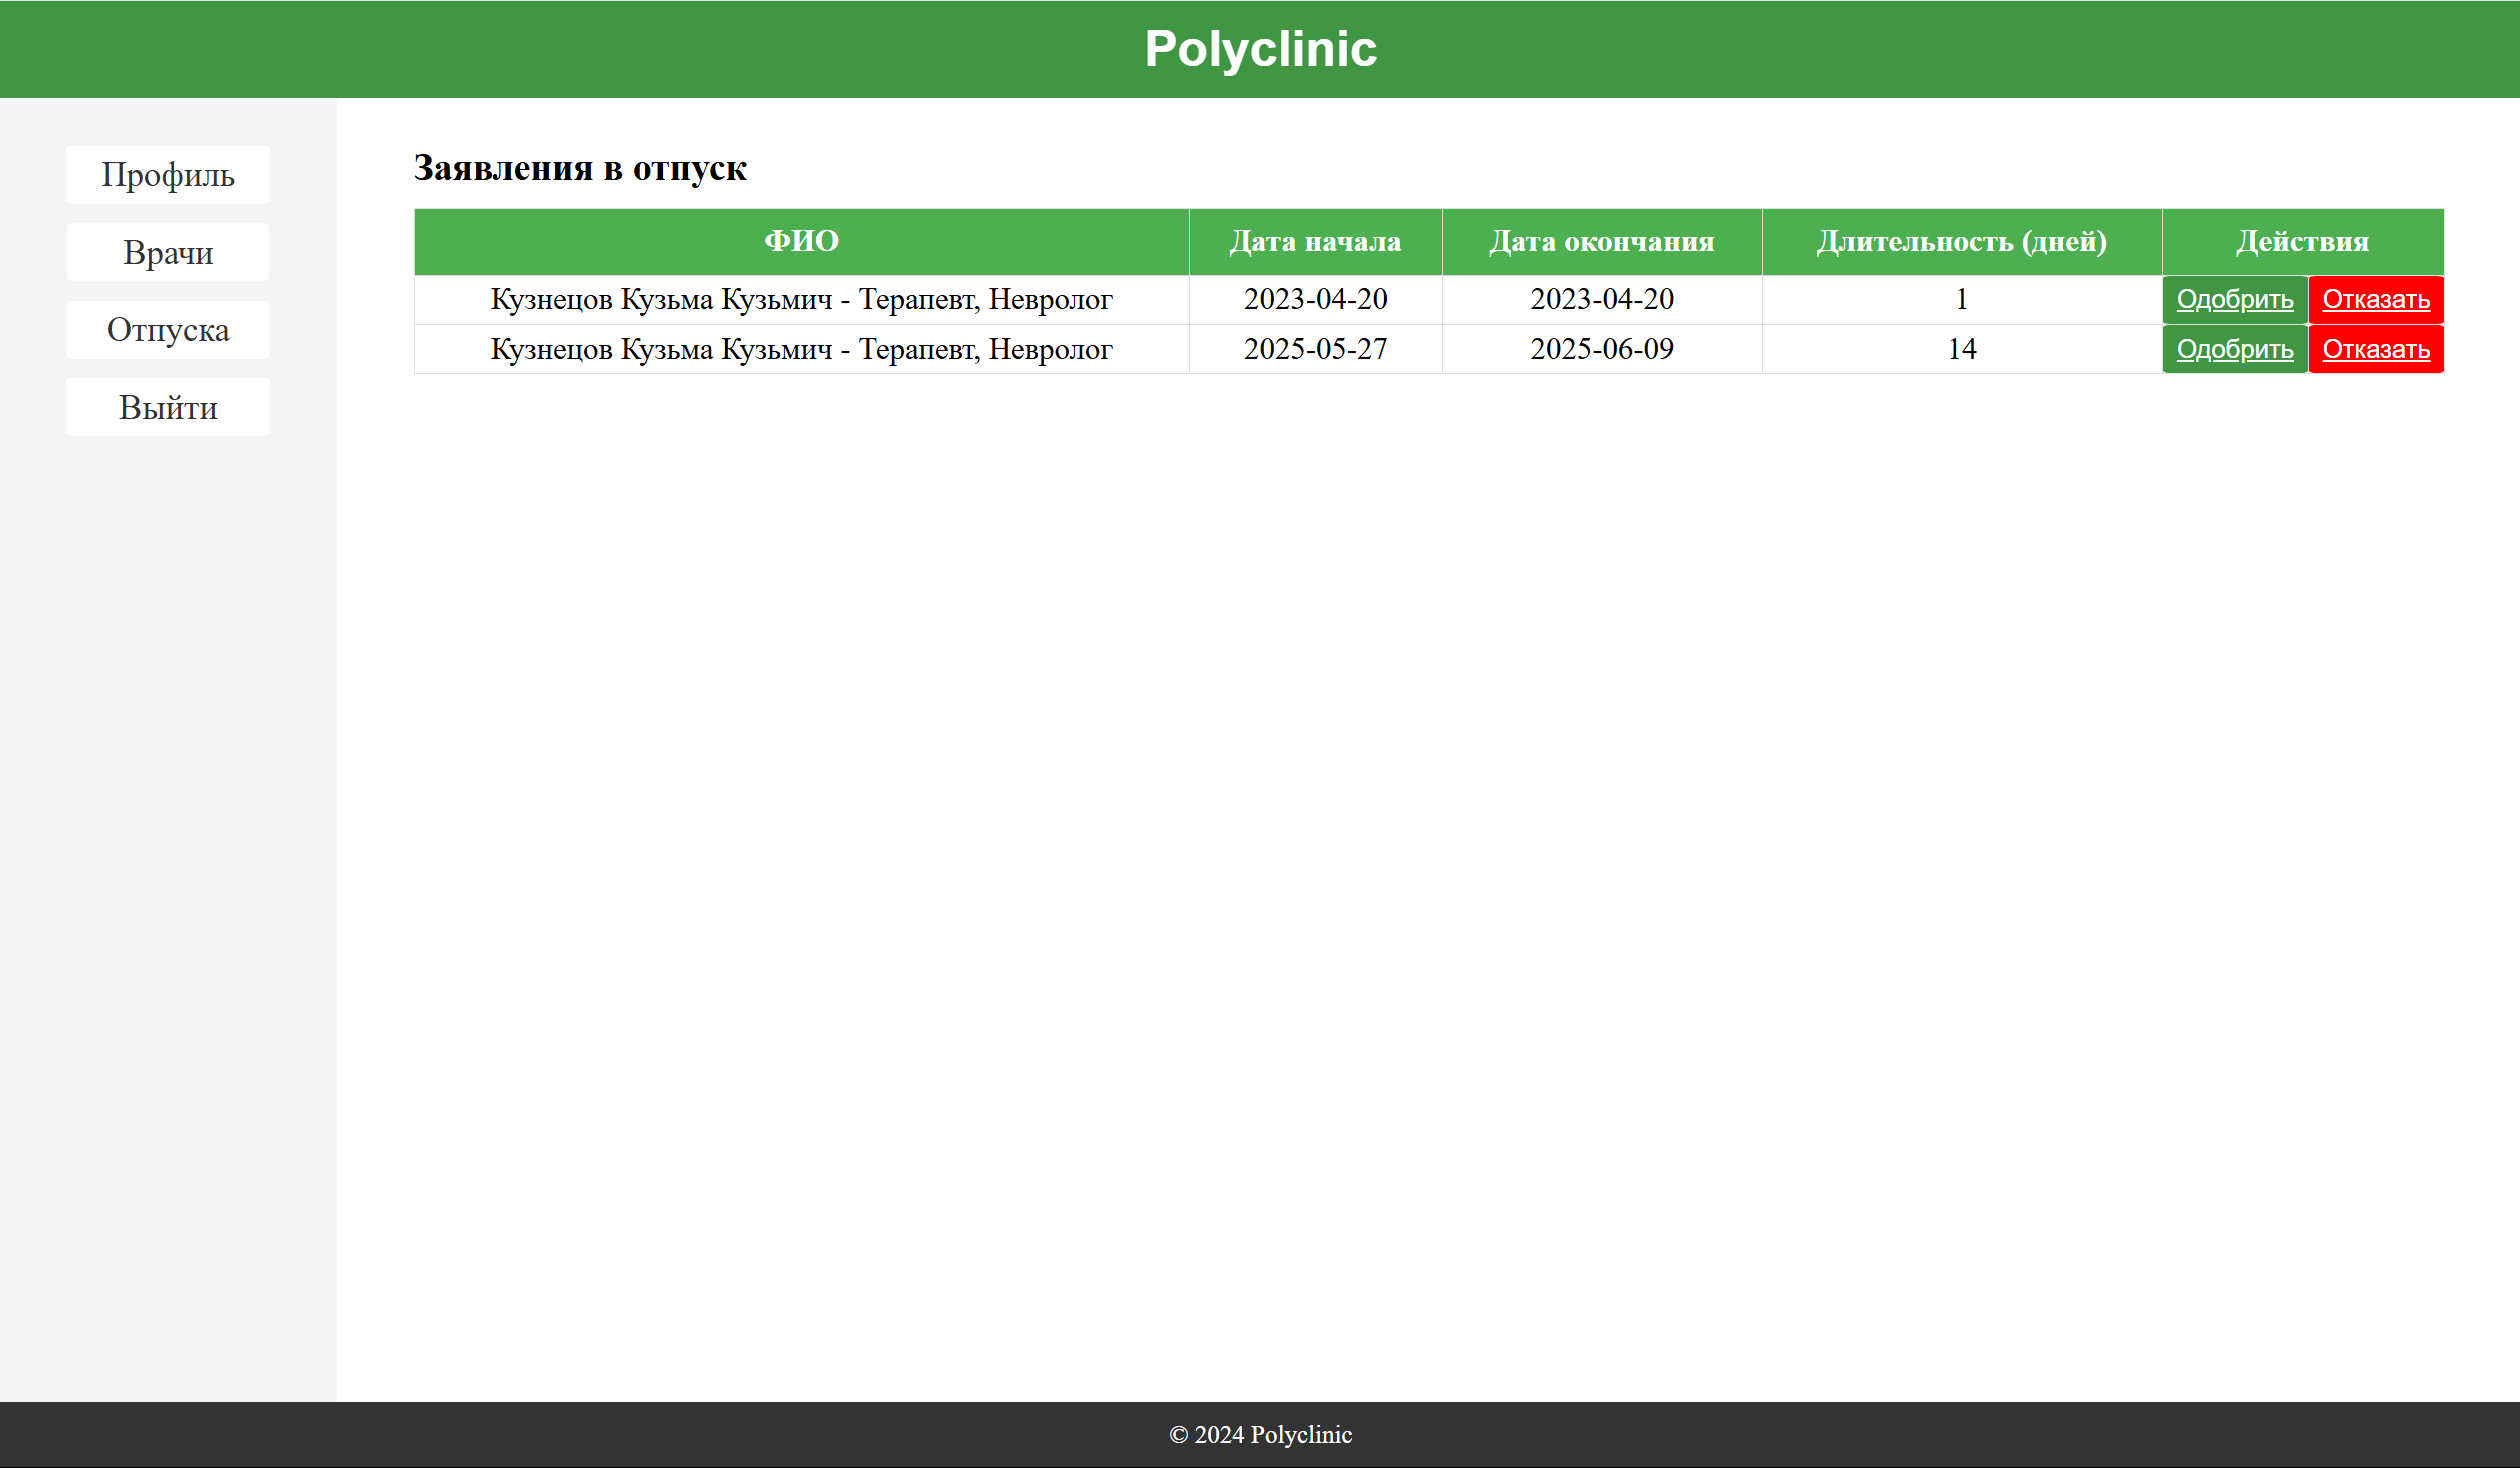 Polyclinic
Профиль
Врачи
Отпуска
Выйти
Заявления в отпуск
ФИО Дата начала Дата окончания Длительность (дней) Действия
Кузнецов Кузьма Кузьмич - Терапевт, Невролог 2023-04-20 2023-04-20 1 Одобрить Отказать
Кузнецов Кузьма Кузьмич - Терапевт, Невролог 2025-05-27 2025-06-09 14 Одобрить Отказать
© 2024 Polyclinic